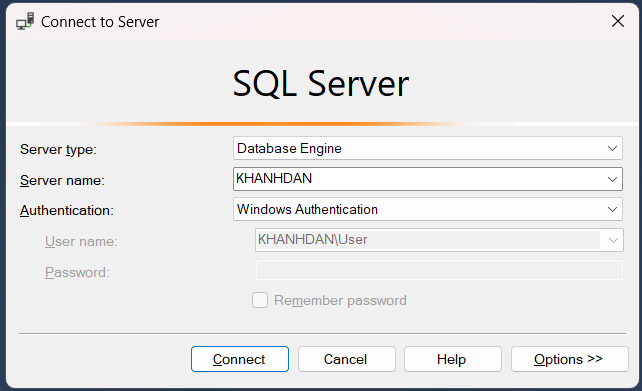 Connect to Server
SQL Server
Server type: Database Engine
Server name: KHANHDAN
Authentication: Windows Authentication
User name: KHANHDAN\User
Password:
Remember password
Connect Cancel Help Options >>